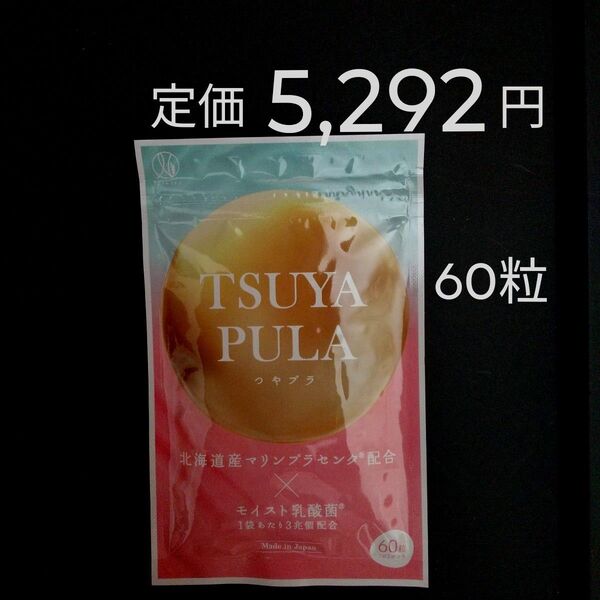 定価 5,292円
60粒
TSUYA
PULA
つやプラ
北海道産マリンプラセンタ®配合
×
モイスト乳酸菌®
1袋あたり3兆個配合
Made in Japan
60粒